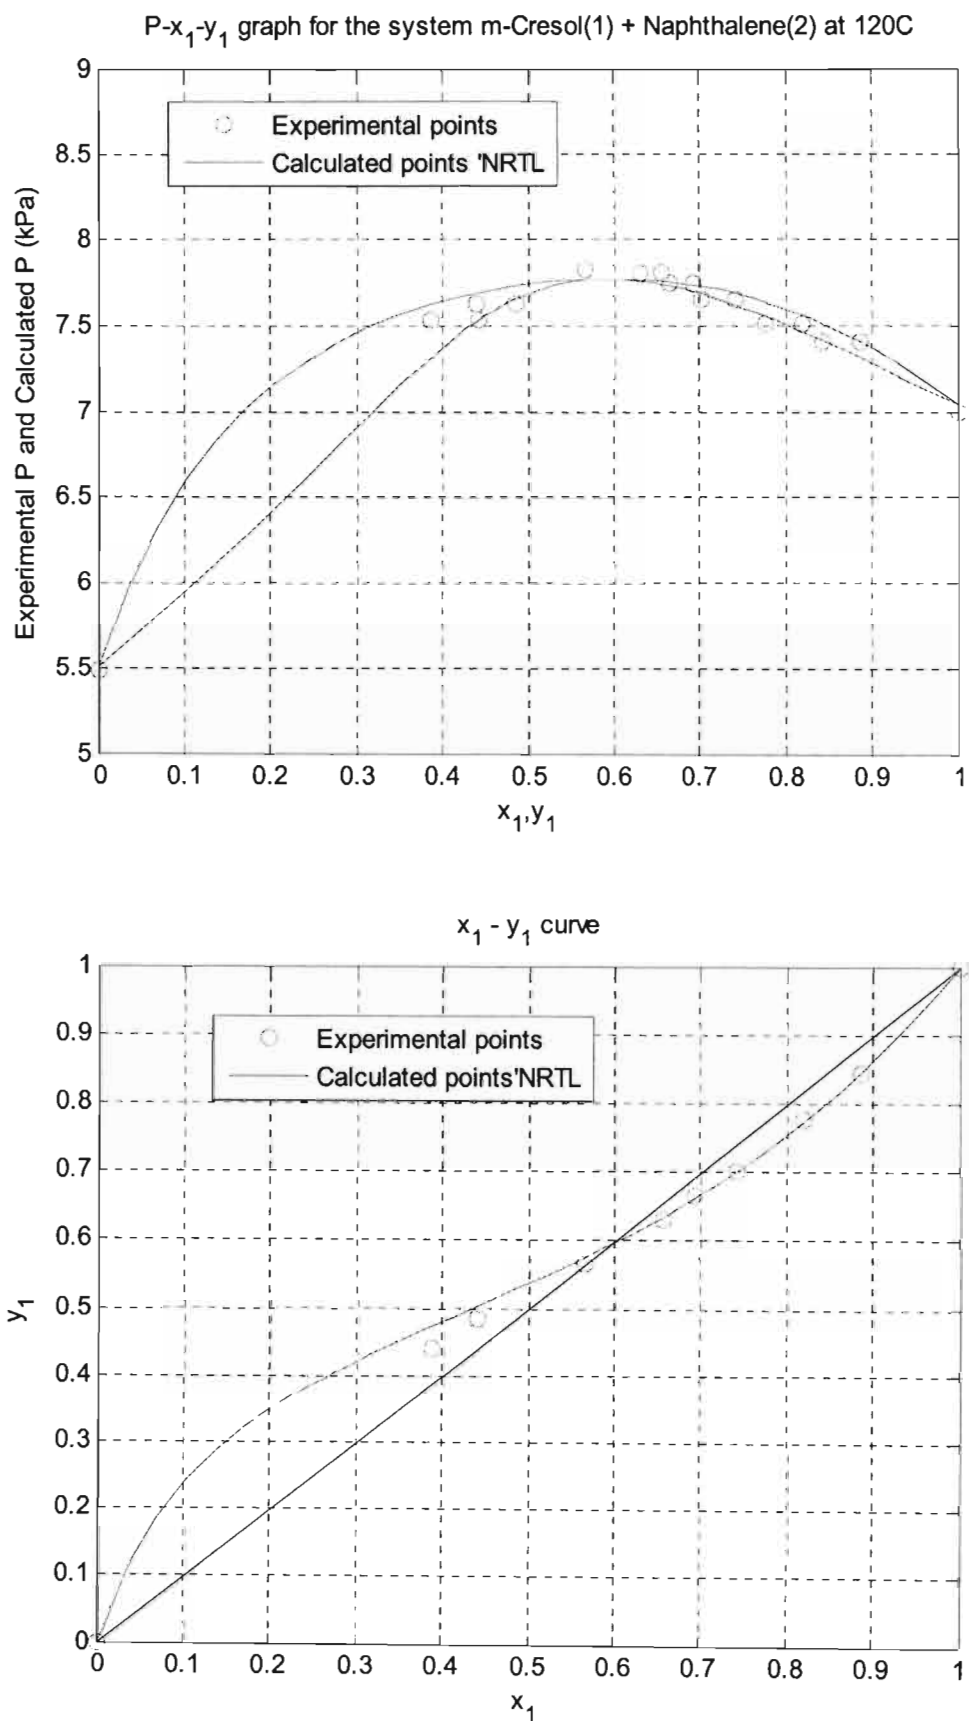 P-x1-y1 graph for the system m-Cresol(1) + Naphthalene(2) at 120C
Experimental P and Calculated P (kPa)
9
8.5
8
7.5
7
6.5
6
5.5
5
Experimental points
Calculated points 'NRTL
0 0.1 0.2 0.3 0.4 0.5 0.6 0.7 0.8 0.9 1
x1,y1
x1 - y1 curve
y1
1
0.9
0.8
0.7
0.6
0.5
0.4
0.3
0.2
0.1
0
Experimental points
Calculated points'NRTL
0 0.1 0.2 0.3 0.4 0.5 0.6 0.7 0.8 0.9 1
x1